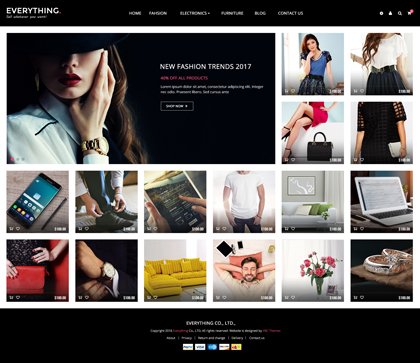 EVERYTHING.
Sell whatever you want!
HOME FAHSION ELECTRONICS FURNITURE BLOG CONTACT US
NEW FASHION TRENDS 2017
40% OFF ALL PRODUCTS
Lorem ipsum dolor sit amet, consectetur adipiscing elit. Integer
nec odio. Praesent libero. Sed cursus ante
SHOP NOW
$100.00 $100.00
$100.00 $100.00
$100.00 $100.00 $100.00 $100.00 $100.00 $100.00
$100.00 $100.00 $100.00 $100.00 $100.00 $100.00
EVERYTHING CO., LTD.,
Copyright 2016 Everything Co., LTD. All rights reserved. Website is designed by
About | Privacy | Return and change | Delivery | Contact us
PayPal VISA